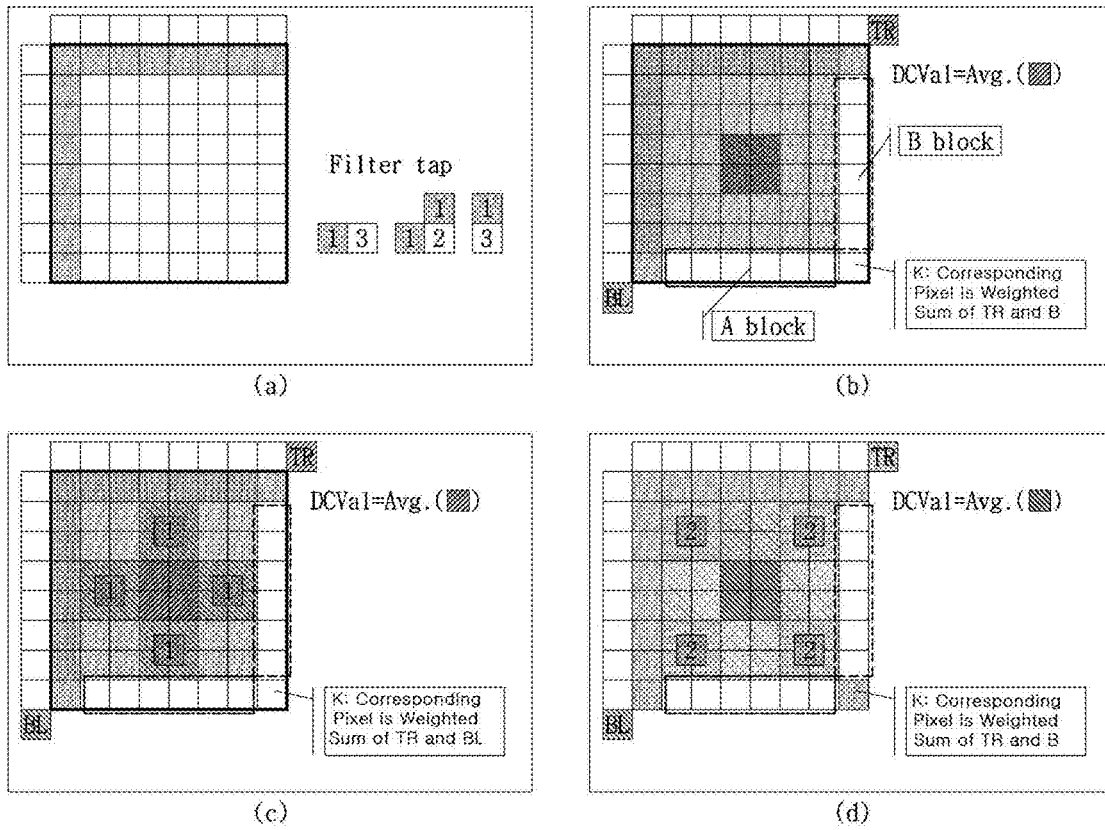 Filter tap
1 1
1 3 1 2 3
(a)
TR
DCVal=Avg.( )
B block
K: Corresponding
Pixel is Weighted
Sum of TR and B
BL
A block
(b)
TR
DCVal=Avg.( )
1
1 1
1
K: Corresponding
Pixel is Weighted
Sum of TR and BL
BL
(c)
TR
DCVal=Avg.( )
2 2
2 2
K: Corresponding
Pixel is Weighted
Sum of TR and B
BL
(d)